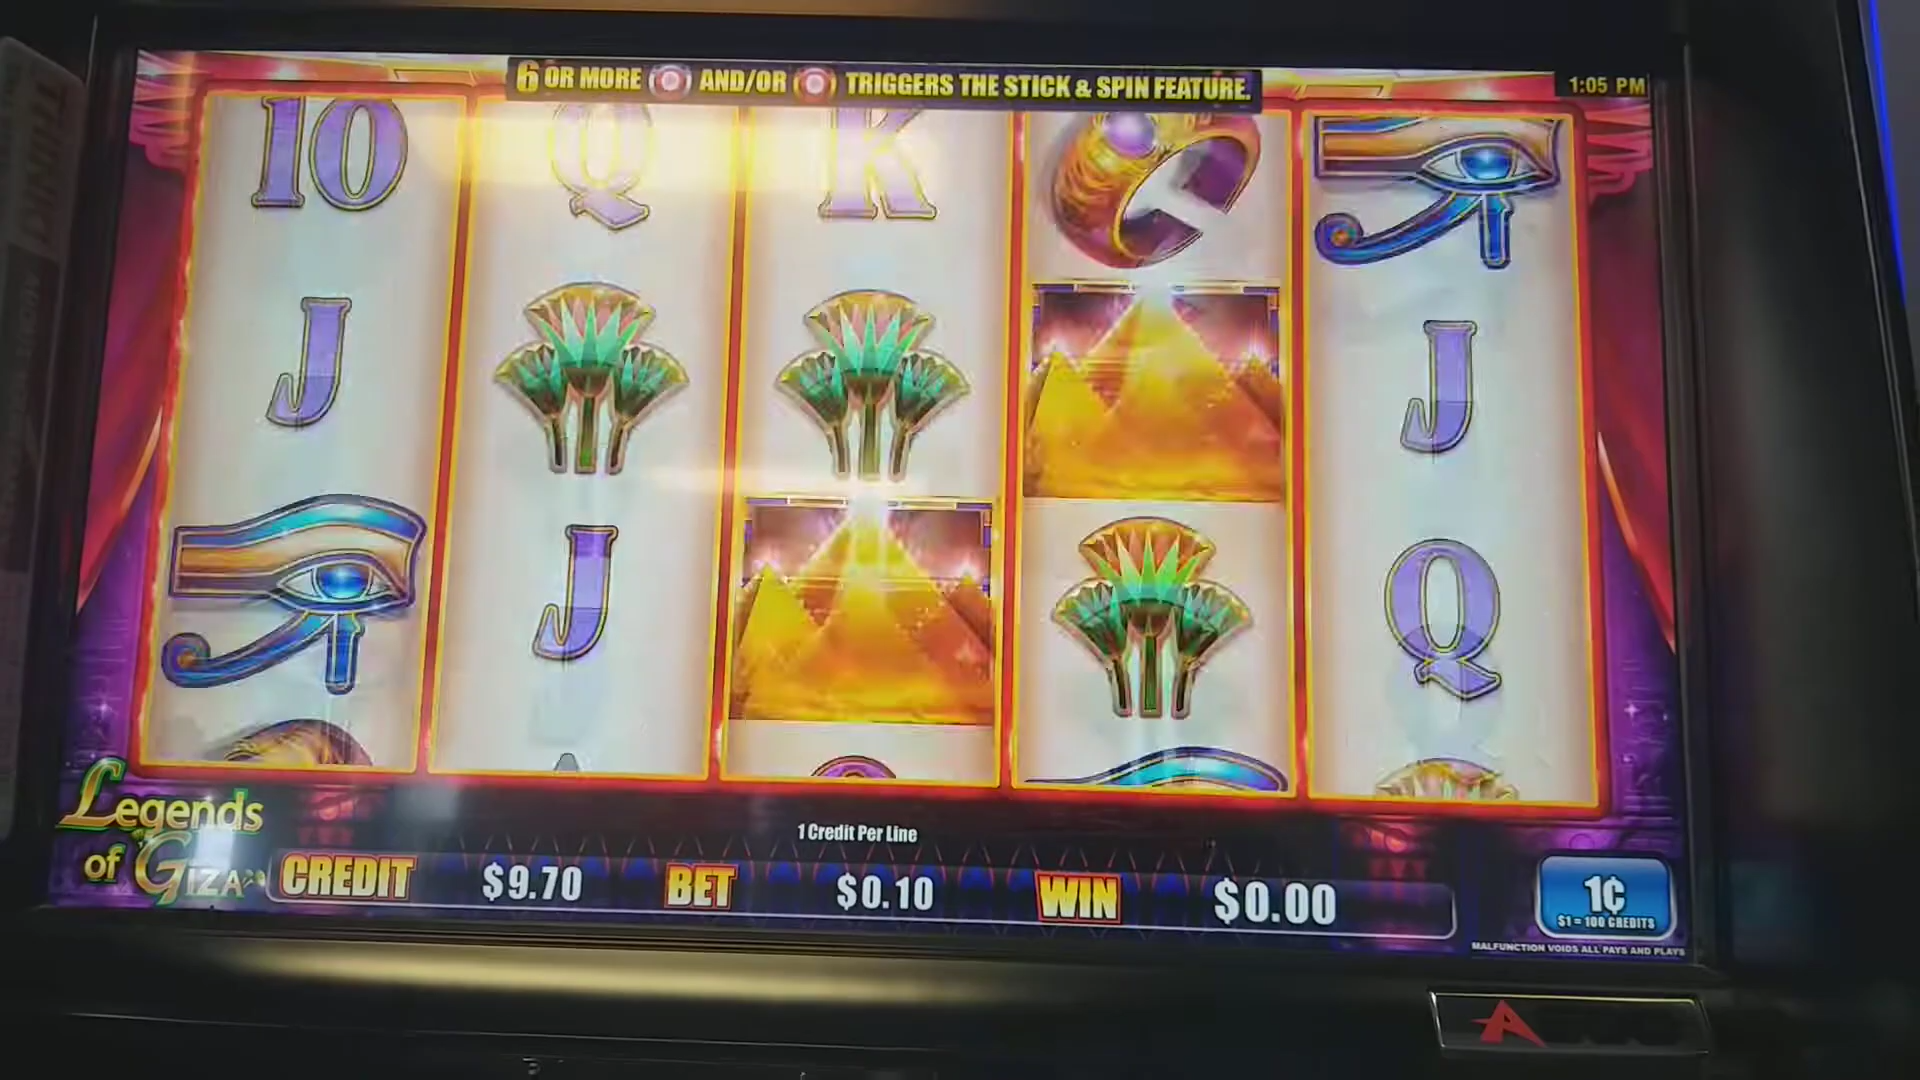 6 OR MORE AND/OR TRIGGERS THE STICK & SPIN FEATURE.
1:05 PM
10 Q K
J J
J Q
Legends of Giza
1 Credit Per Line
CREDIT $9.70 BET $0.10 WIN $0.00
1¢
$1 = 100 CREDITS
MALFUNCTION VOIDS ALL PAYS AND PLAYS